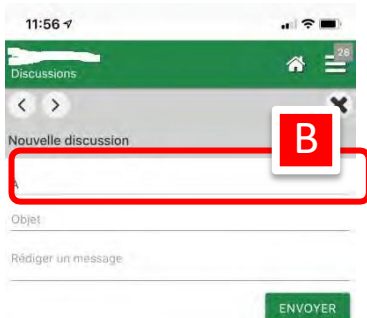 11:56
28
Discussions
Nouvelle discussion
B
A
Objet
Rédiger un message
ENVOYER